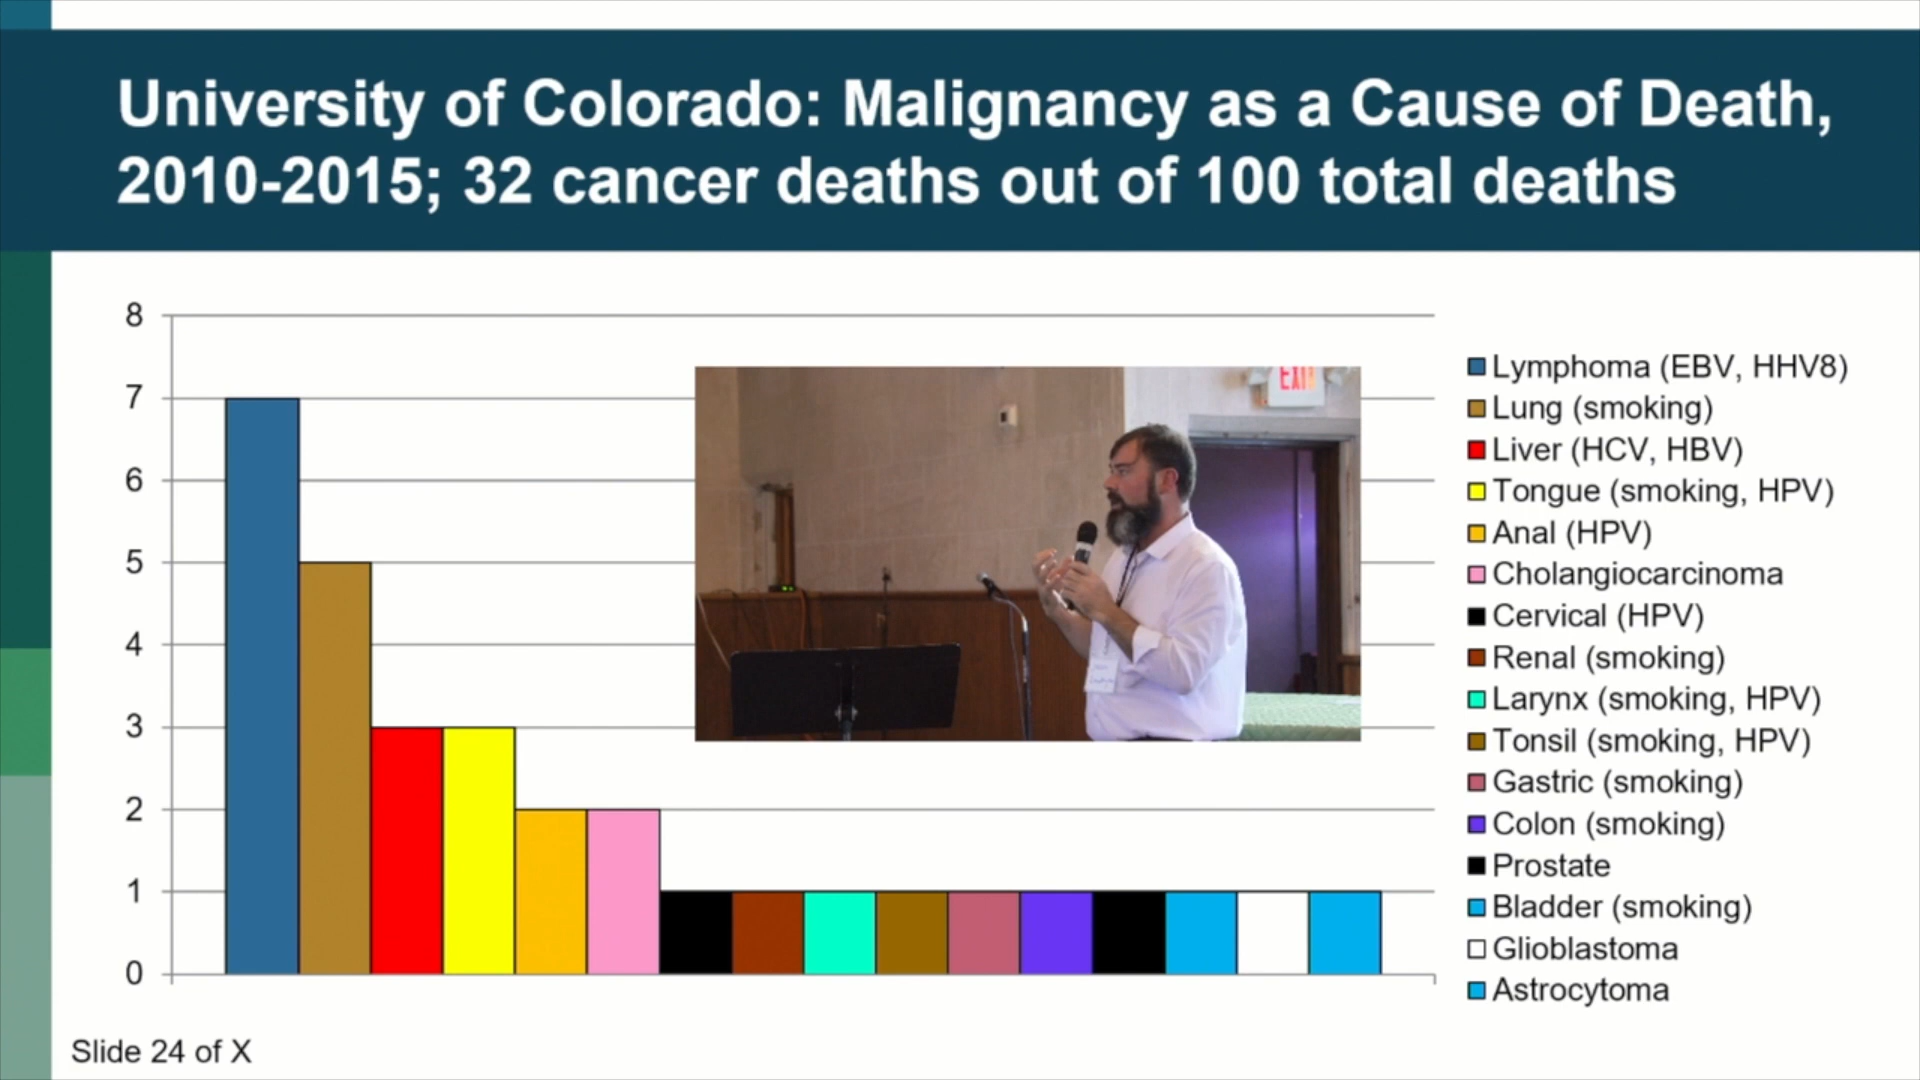 University of Colorado: Malignancy as a Cause of Death,
2010-2015; 32 cancer deaths out of 100 total deaths
8
7
6
5
4
3
2
1
0
EXIT
Lymphoma (EBV, HHV8)
Lung (smoking)
Liver (HCV, HBV)
Tongue (smoking, HPV)
Anal (HPV)
Cholangiocarcinoma
Cervical (HPV)
Renal (smoking)
Larynx (smoking, HPV)
Tonsil (smoking, HPV)
Gastric (smoking)
Colon (smoking)
Prostate
Bladder (smoking)
Glioblastoma
Astrocytoma
Slide 24 of X